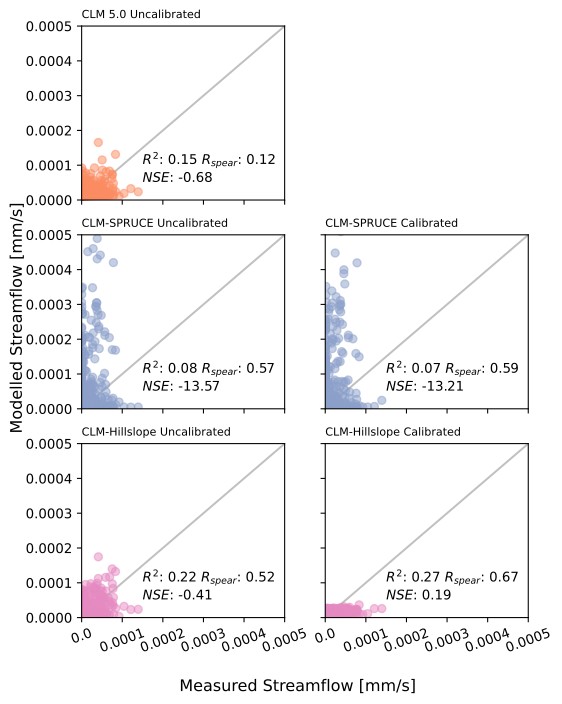 CLM 5.0 Uncalibrated
0.0005
0.0004
0.0003
0.0002
0.0001
0.0000
R²: 0.15 R_spear: 0.12
NSE: -0.68
Modelled Streamflow [mm/s]
CLM-SPRUCE Uncalibrated
0.0005
0.0004
0.0003
0.0002
0.0001
0.0000
R²: 0.08 R_spear: 0.57
NSE: -13.57
CLM-SPRUCE Calibrated
R²: 0.07 R_spear: 0.59
NSE: -13.21
CLM-Hillslope Uncalibrated
0.0005
0.0004
0.0003
0.0002
0.0001
0.0000
R²: 0.22 R_spear: 0.52
NSE: -0.41
0.0
0.0001
0.0002
0.0003
0.0004
0.0005
CLM-Hillslope Calibrated
R²: 0.27 R_spear: 0.67
NSE: 0.19
0.0
0.0001
0.0002
0.0003
0.0004
0.0005
Measured Streamflow [mm/s]